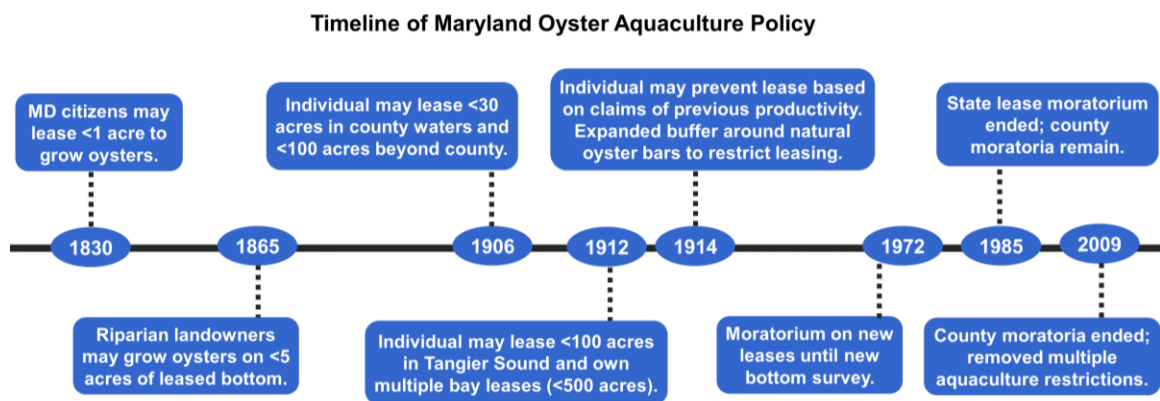 Timeline of Maryland Oyster Aquaculture Policy
MD citizens may
lease <1 acre to
grow oysters.
Individual may lease <30
acres in county waters and
<100 acres beyond county.
Individual may prevent lease based
on claims of previous productivity.
Expanded buffer around natural
oyster bars to restrict leasing.
State lease moratorium
ended; county
moratoria remain.
1830
1865
1906
1912
1914
1972
1985
2009
Riparian landowners
may grow oysters on <5
acres of leased bottom.
Individual may lease <100 acres
in Tangier Sound and own
multiple bay leases (<500 acres).
Moratorium on new
leases until new
bottom survey.
County moratoria ended;
removed multiple
aquaculture restrictions.